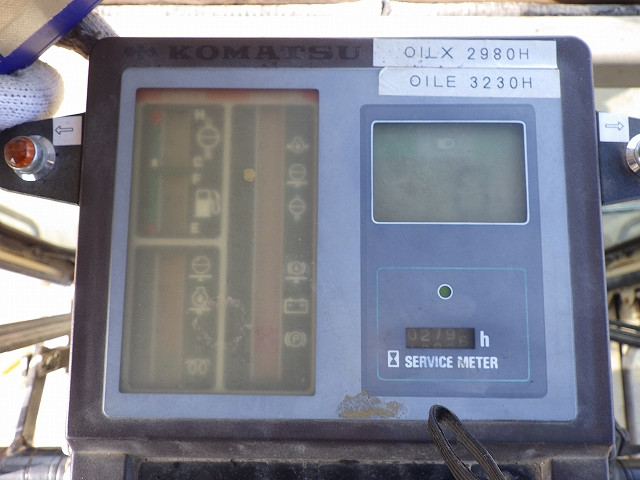 KOMATSU
OILX 2980H
OILE 3230H
H
C
F
E
h
SERVICE METER